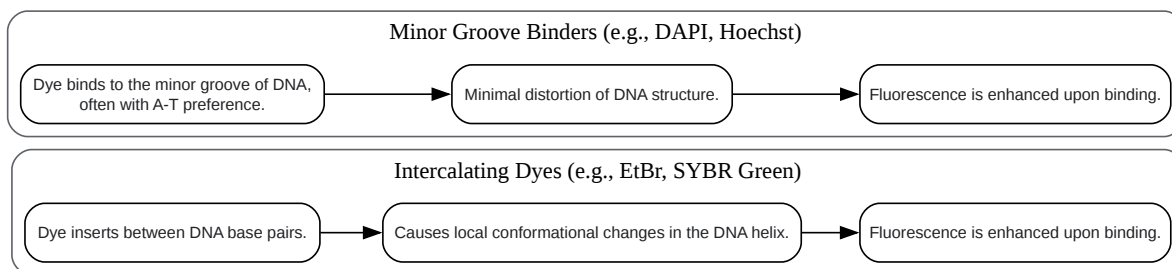 Minor Groove Binders (e.g., DAPI, Hoechst)
Dye binds to the minor groove of DNA,
often with A-T preference.
Minimal distortion of DNA structure.
Fluorescence is enhanced upon binding.
Intercalating Dyes (e.g., EtBr, SYBR Green)
Dye inserts between DNA base pairs.
Causes local conformational changes in the DNA helix.
Fluorescence is enhanced upon binding.